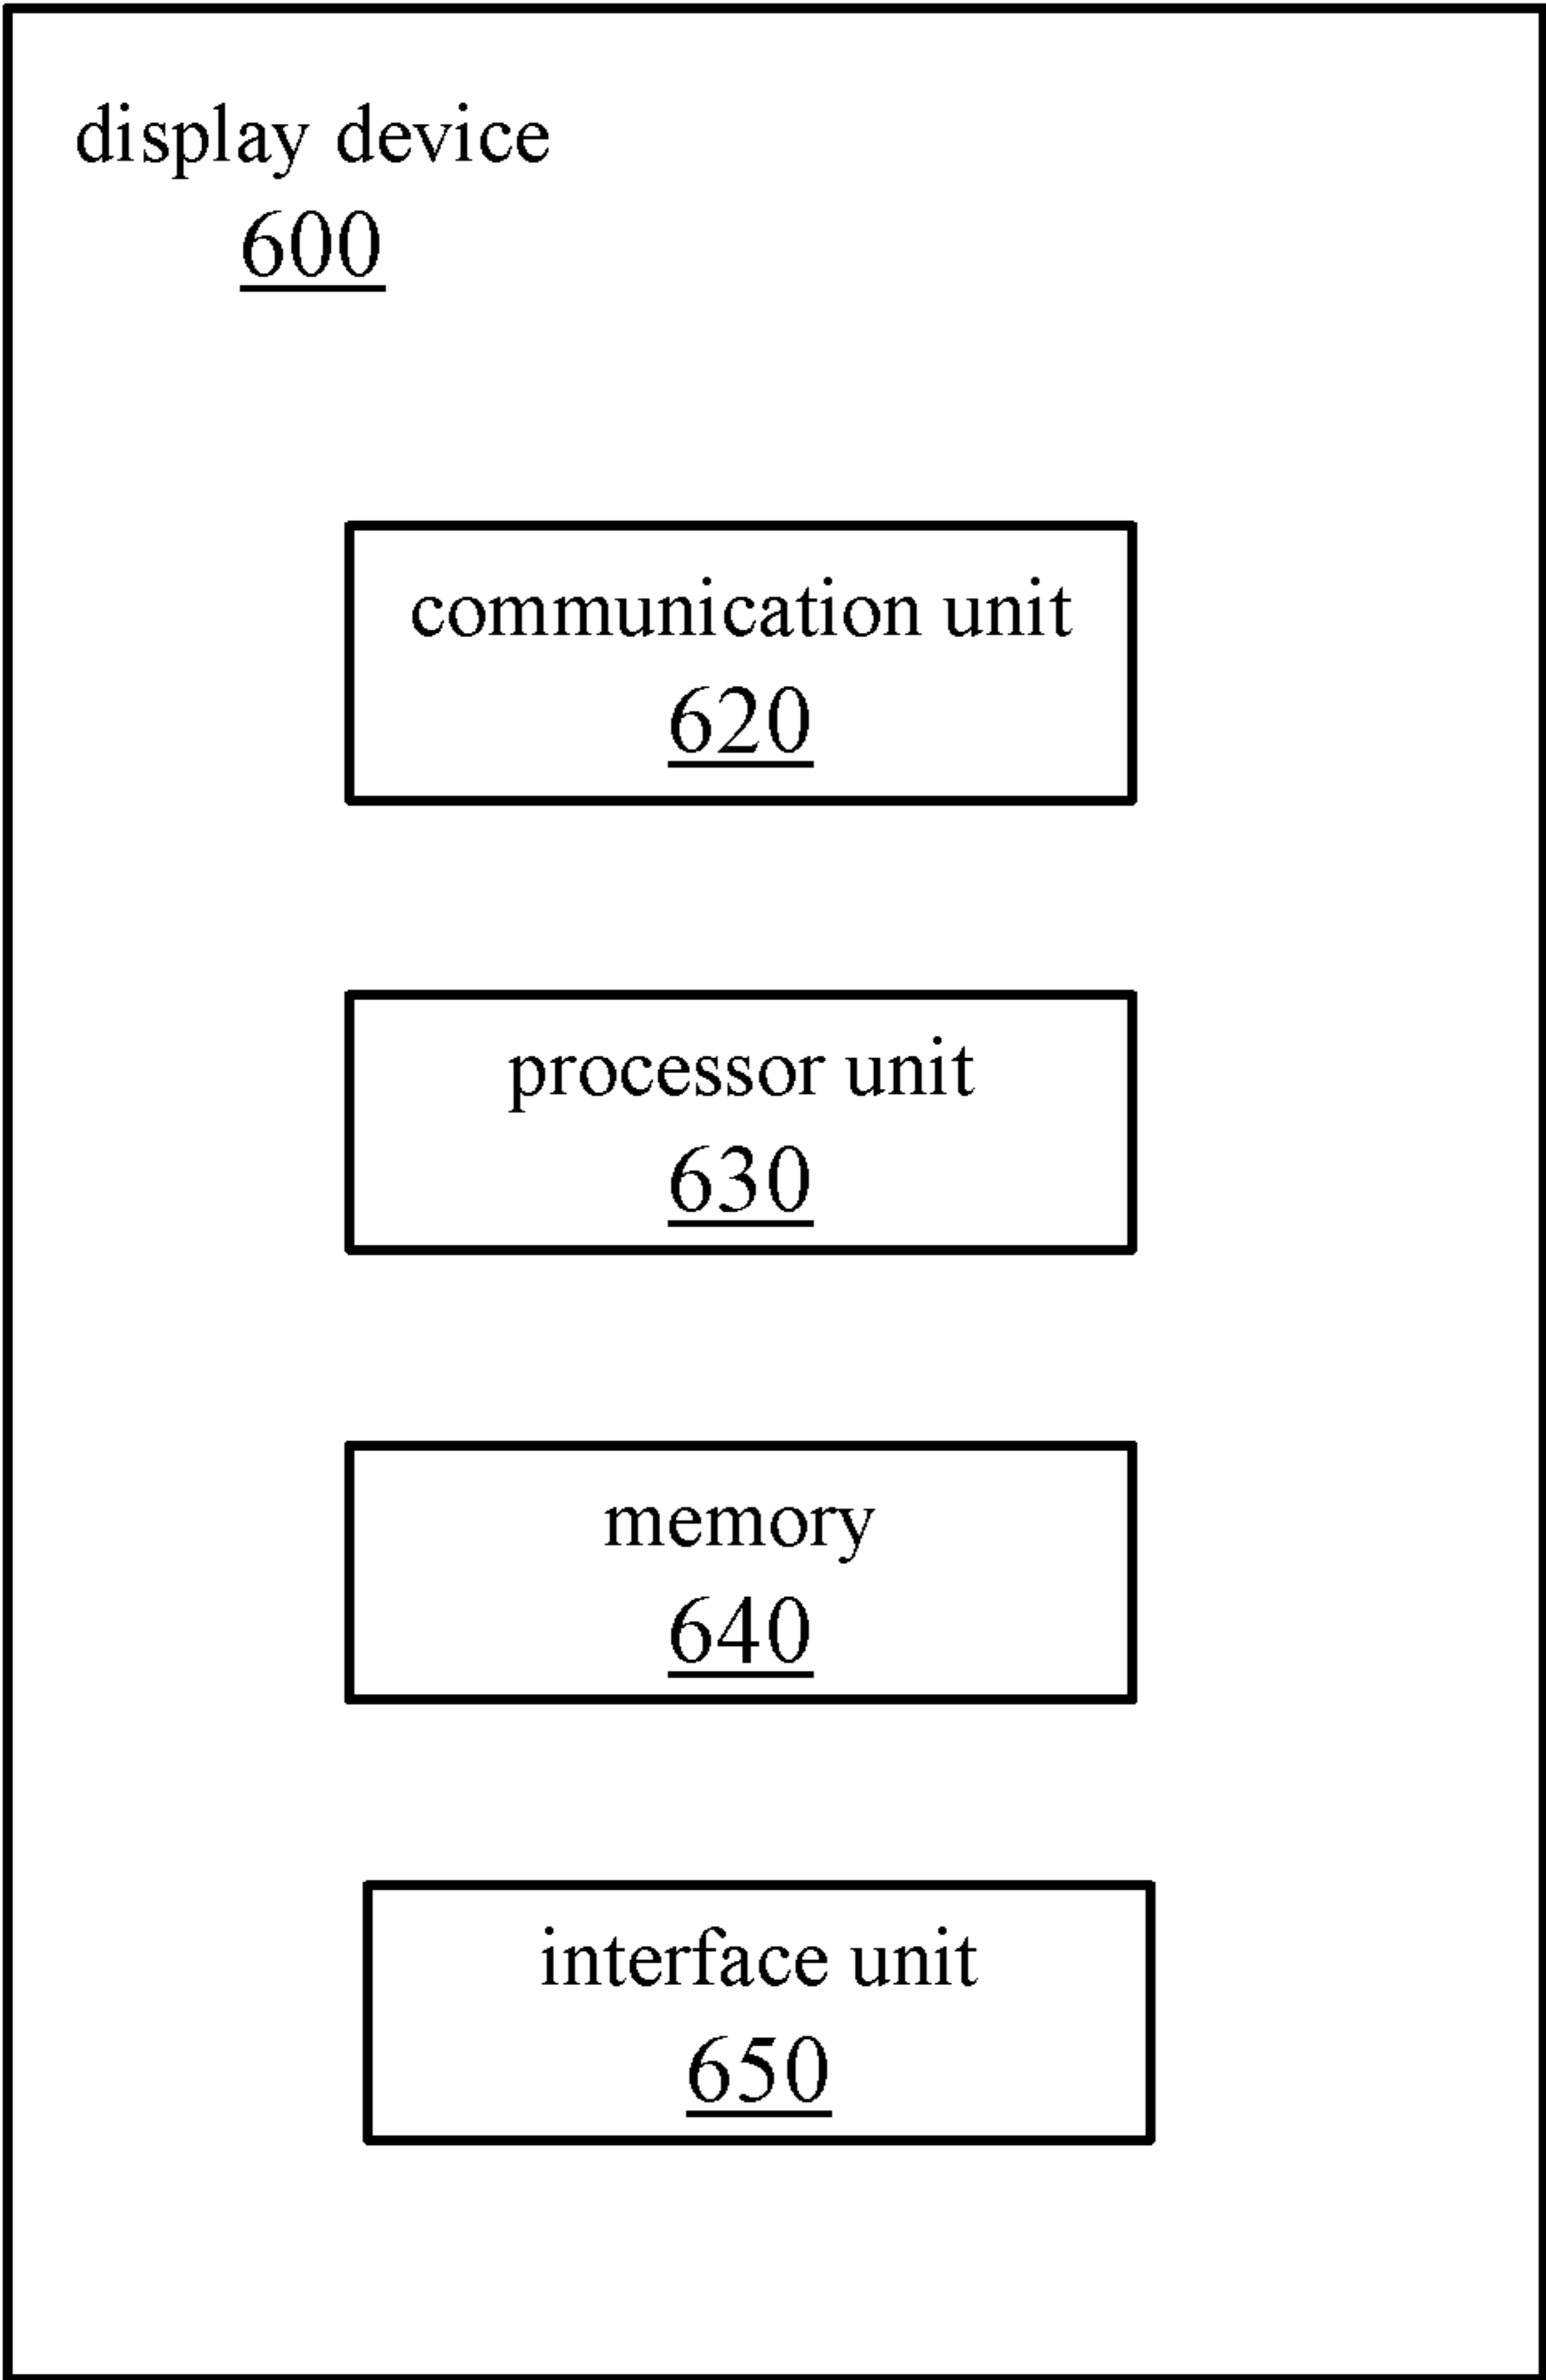 display device
600
communication unit
620
processor unit
630
memory
640
interface unit
650